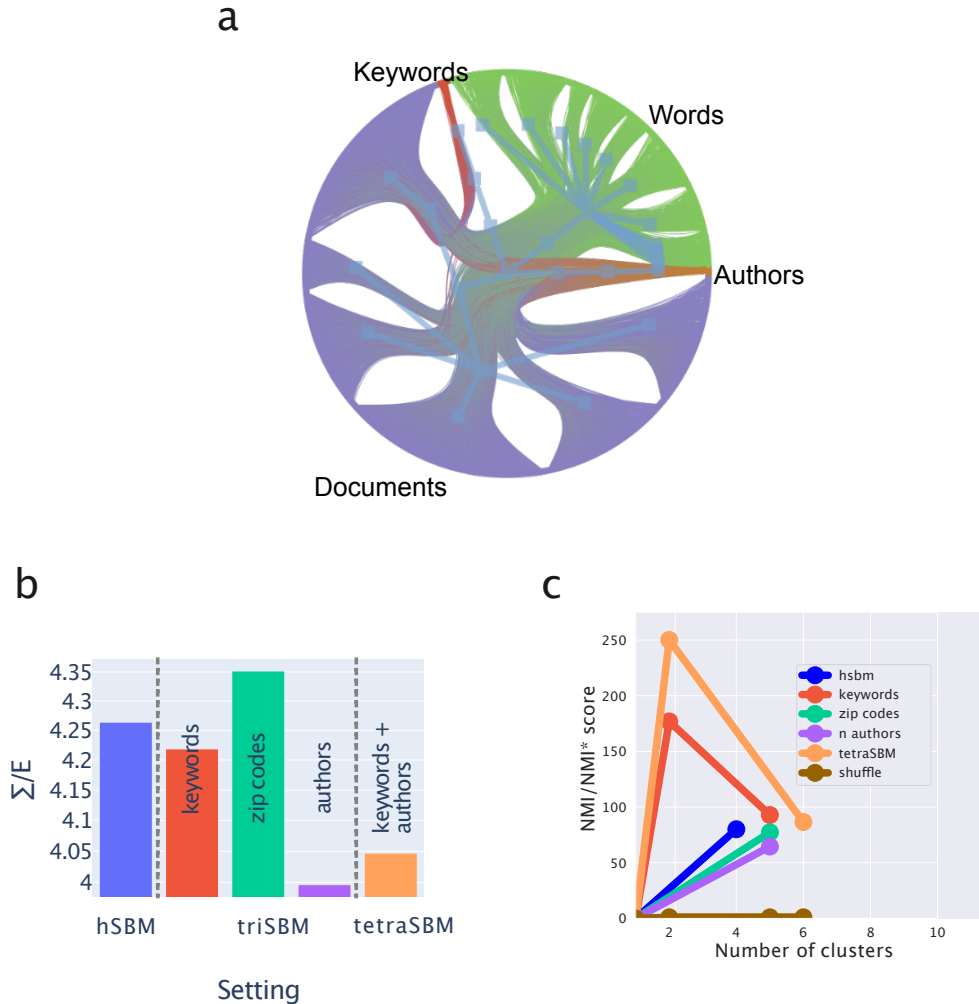 a
Keywords
Words
Authors
Documents
b
Σ/E
4.35
4.3
4.25
4.2
4.15
4.1
4.05
4
keywords
zip codes
authors
keywords +
authors
hSBM
triSBM
tetraSBM
Setting
c
NMI/NMI* score
250
200
150
100
50
0
hsbm
keywords
zip codes
n authors
tetraSBM
shuffle
2
4
6
8
10
Number of clusters